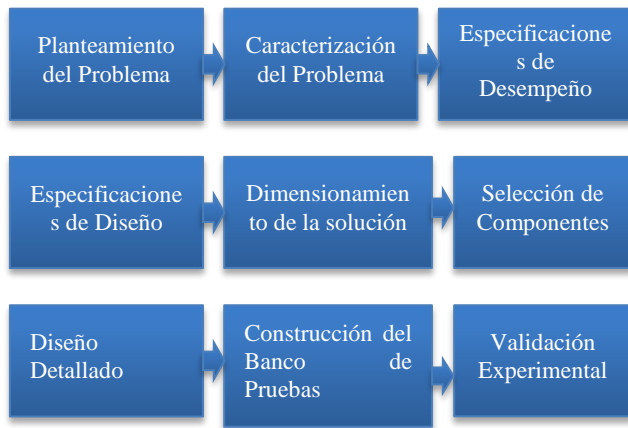 Planteamiento
del Problema
Caracterización
del Problema
Especificacione
s de
Desempeño
Especificacione
s de Diseño
Dimensionamien
to de la solución
Selección de
Componentes
Diseño
Detallado
Construcción del
Banco de
Pruebas
Validación
Experimental